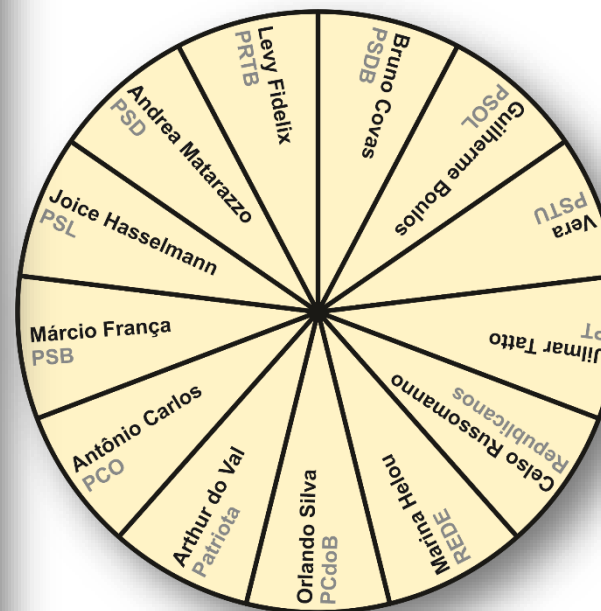 Bruno Covas
PSDB
Guilherme Boulos
PSOL
Vera
PSTU
Jilmar Tatto
PT
Celso Russomanno
Republicanos
Marina Helou
REDE
Orlando Silva
PCdoB
Arthur do Val
Patriota
Antônio Carlos
PCO
Márcio França
PSB
Joice Hasselmann
PSL
Andrea Matarazzo
PSD
Levy Fidelix
PRTB